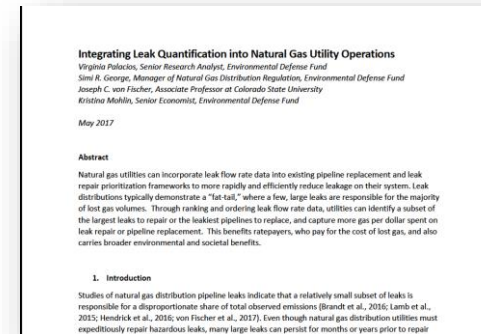 Integrating Leak Quantification into Natural Gas Utility Operations
Virginia Palacios, Senior Research Analyst, Environmental Defense Fund
Simi R. George, Manager of Natural Gas Distribution Regulation, Environmental Defense Fund
Joseph C. von Fischer, Associate Professor at Colorado State University
Kristina Mohlin, Senior Economist, Environmental Defense Fund
May 2017
Abstract
Natural gas utilities can incorporate leak flow rate data into existing pipeline replacement and leak
repair prioritization frameworks to more rapidly and efficiently reduce leakage on their system. Leak
distributions typically demonstrate a “fat-tail,” where a few, large leaks are responsible for the majority
of lost gas volumes. Through ranking and ordering leak flow rate data, utilities can identify a subset of
the largest leaks to repair or the leakiest pipelines to replace, and capture more gas per dollar spent on
leak repair or pipeline replacement. This benefits ratepayers, who pay for the cost of lost gas, and also
carries broader environmental and societal benefits.
1. Introduction
Studies of natural gas distribution pipeline leaks indicate that a relatively small subset of leaks is
responsible for a disproportionate share of total observed emissions (Brandt et al., 2016; Lamb et al.,
2015; Hendrick et al., 2016; von Fischer et al., 2017). Even though natural gas distribution utilities must
expeditiously repair hazardous leaks, many large leaks can persist for months or years prior to repair